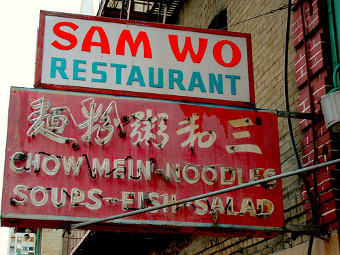 SAM WO
RESTAURANT
麵粉粥和三
CHOW MEIN-NOODLES
SOUPS--FISH-SALAD